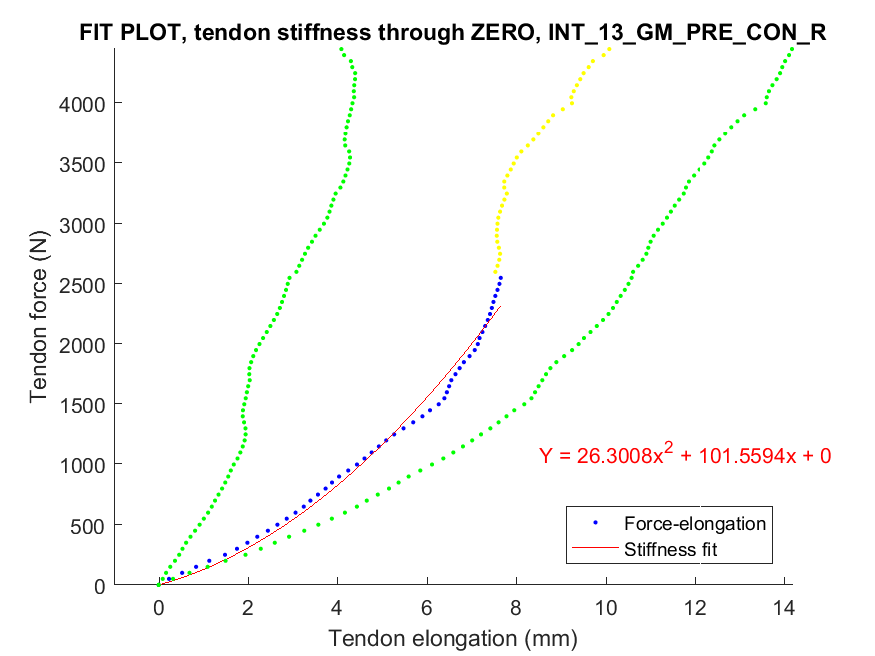 FIT PLOT, tendon stiffness through ZERO, INT_13_GM_PRE_CON_R
Tendon force (N)
4000
3500
3000
2500
2000
1500
1000
500
0
Y = 26.3008x² + 101.5594x + 0
Force-elongation
Stiffness fit
0 2 4 6 8 10 12 14
Tendon elongation (mm)